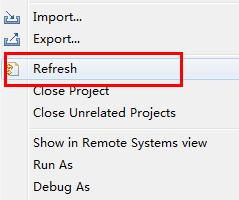 Import...
Export...
Refresh
Close Project
Close Unrelated Projects
Show in Remote Systems view
Run As
Debug As